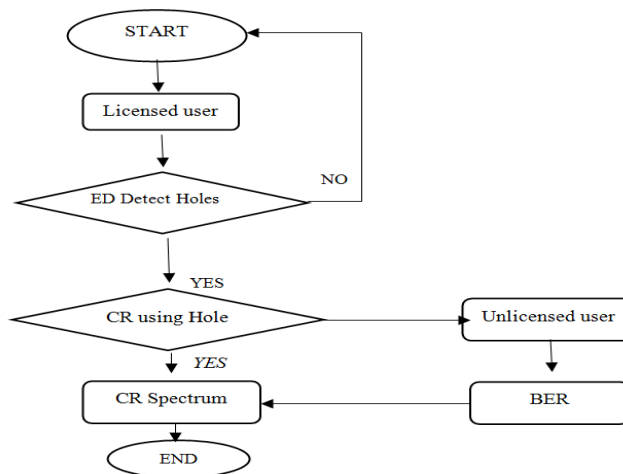 START
Licensed user
ED Detect Holes
NO
YES
CR using Hole
Unlicensed user
YES
CR Spectrum
BER
END